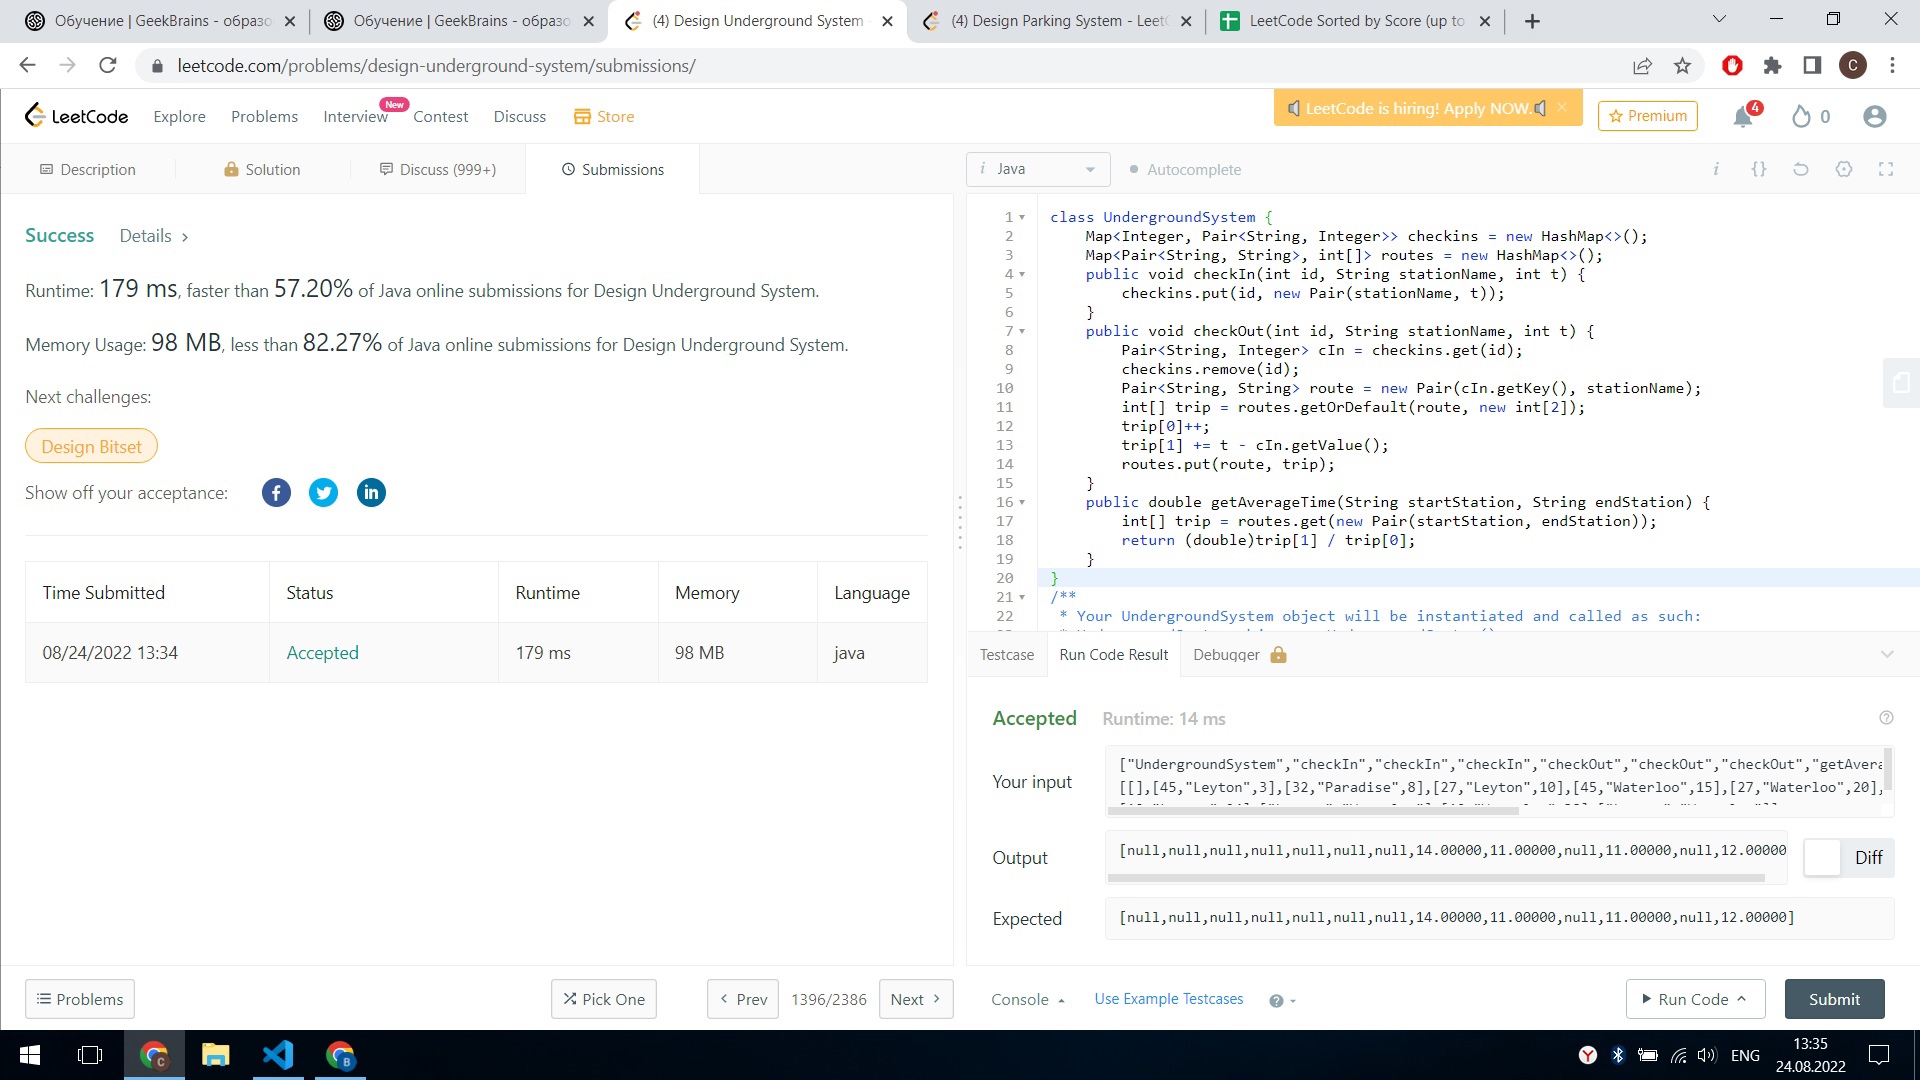 Обучение | GeekBrains - образо
Обучение | GeekBrains - образо
(4) Design Underground System
(4) Design Parking System - Leet
LeetCode Sorted by Score (up to
leetcode.com/problems/design-underground-system/submissions/
C
LeetCode
Explore
Problems
Interview
New
Contest
Discuss
Store
LeetCode is hiring! Apply NOW.
Premium
4
0
Description
Solution
Discuss (999+)
Submissions
i Java
Autocomplete
Success
Details >
Runtime: 179 ms, faster than 57.20% of Java online submissions for Design Underground System.
Memory Usage: 98 MB, less than 82.27% of Java online submissions for Design Underground System.
Next challenges:
Design Bitset
Show off your acceptance:
Time Submitted Status Runtime Memory Language
08/24/2022 13:34 Accepted 179 ms 98 MB java
1 class UndergroundSystem {
2 Map<Integer, Pair<String, Integer>> checkins = new HashMap<>();
3 Map<Pair<String, String>, int[]> routes = new HashMap<>();
4 public void checkIn(int id, String stationName, int t) {
5 checkins.put(id, new Pair(stationName, t));
6 }
7 public void checkOut(int id, String stationName, int t) {
8 Pair<String, Integer> cIn = checkins.get(id);
9 checkins.remove(id);
10 Pair<String, String> route = new Pair(cIn.getKey(), stationName);
11 int[] trip = routes.getOrDefault(route, new int[2]);
12 trip[0]++;
13 trip[1] += t - cIn.getValue();
14 routes.put(route, trip);
15 }
16 public double getAverageTime(String startStation, String endStation) {
17 int[] trip = routes.get(new Pair(startStation, endStation));
18 return (double)trip[1] / trip[0];
19 }
20 }
21 /**
22 * Your UndergroundSystem object will be instantiated and called as such:
Testcase
Run Code Result
Debugger
Accepted
Runtime: 14 ms
Your input
["UndergroundSystem","checkIn","checkIn","checkIn","checkOut","checkOut","checkOut","getAvera
[[],[45,"Leyton",3],[32,"Paradise",8],[27,"Leyton",10],[45,"Waterloo",15],[27,"Waterloo",20],
Output
[null,null,null,null,null,null,null,14.00000,11.00000,null,11.00000,null,12.00000
Diff
Expected
[null,null,null,null,null,null,null,14.00000,11.00000,null,11.00000,null,12.00000]
Problems
Pick One
< Prev
1396/2386
Next >
Console
Use Example Testcases
Run Code
Submit
ENG
13:35
24.08.2022